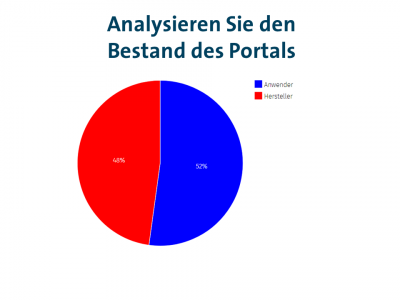 Analysieren Sie den
Bestand des Portals
Anwender
Hersteller
48%
52%